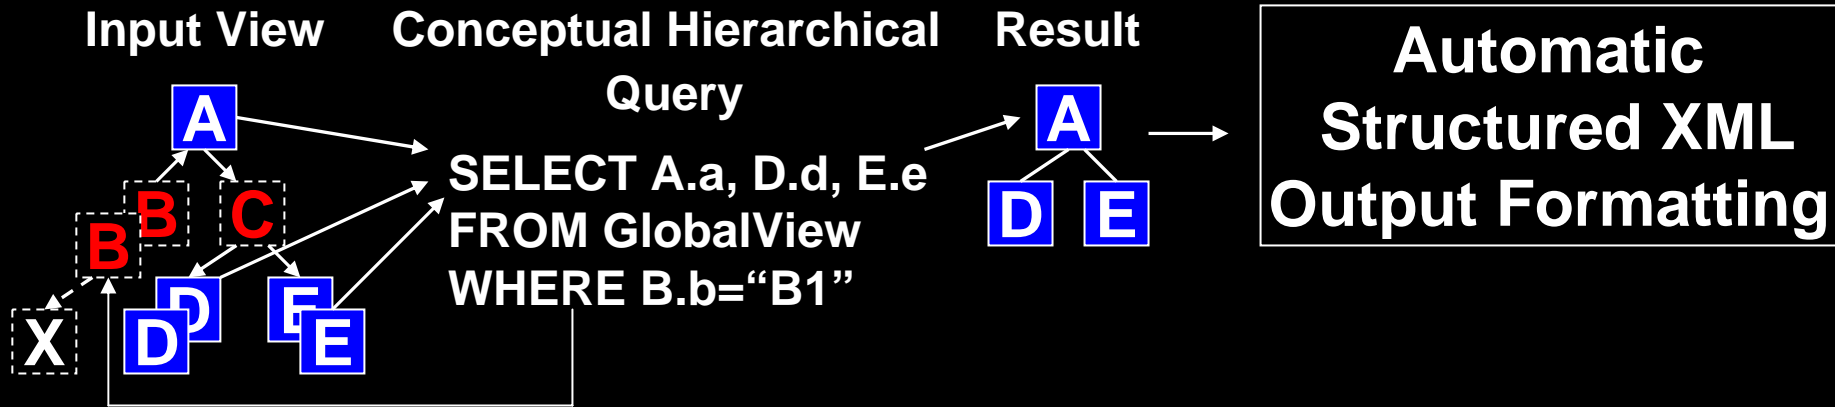 Input View
Conceptual Hierarchical
Query
Result
A
B
B
C
X
D
D
E
E
SELECT A.a, D.d, E.e
FROM GlobalView
WHERE B.b=“B1”
A
D
E
Automatic
Structured XML
Output Formatting